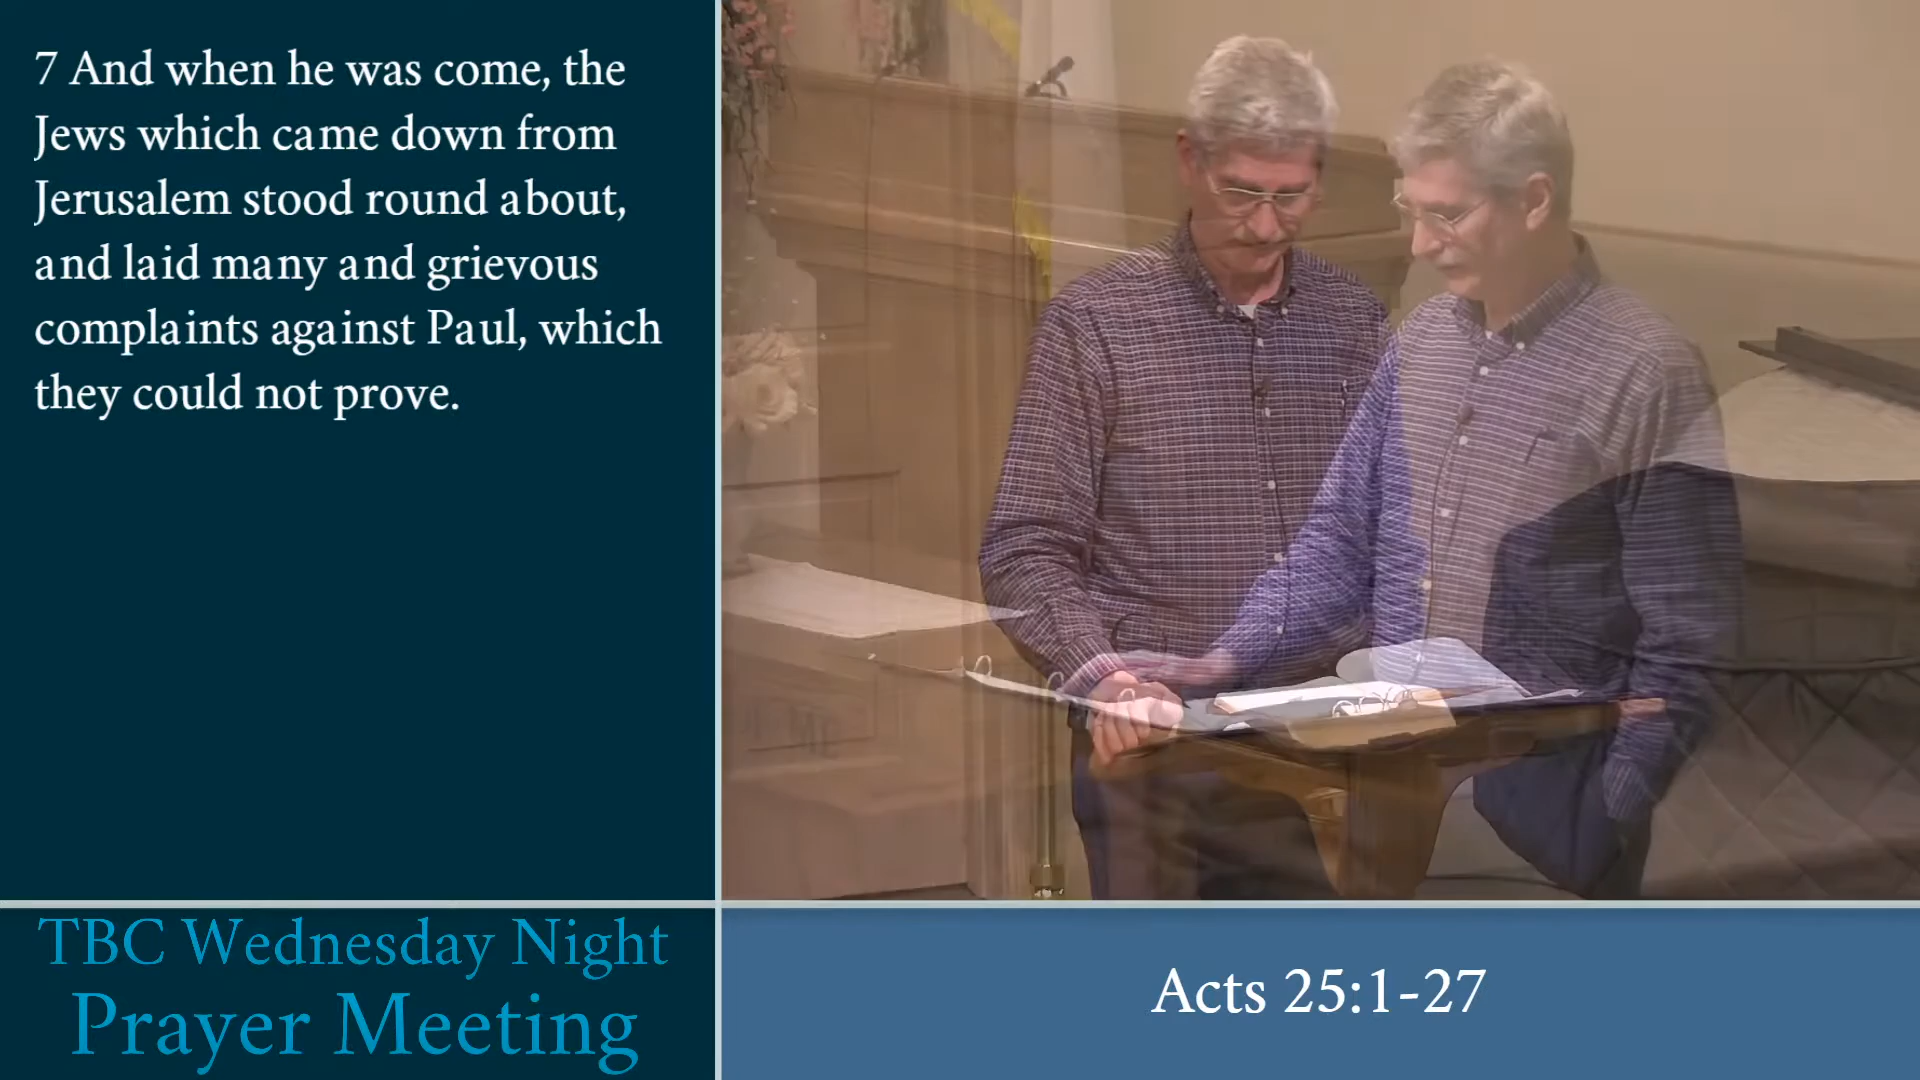 7 And when he was come, the
Jews which came down from
Jerusalem stood round about,
and laid many and grievous
complaints against Paul, which
they could not prove.
TBC Wednesday Night
Prayer Meeting
Acts 25:1-27